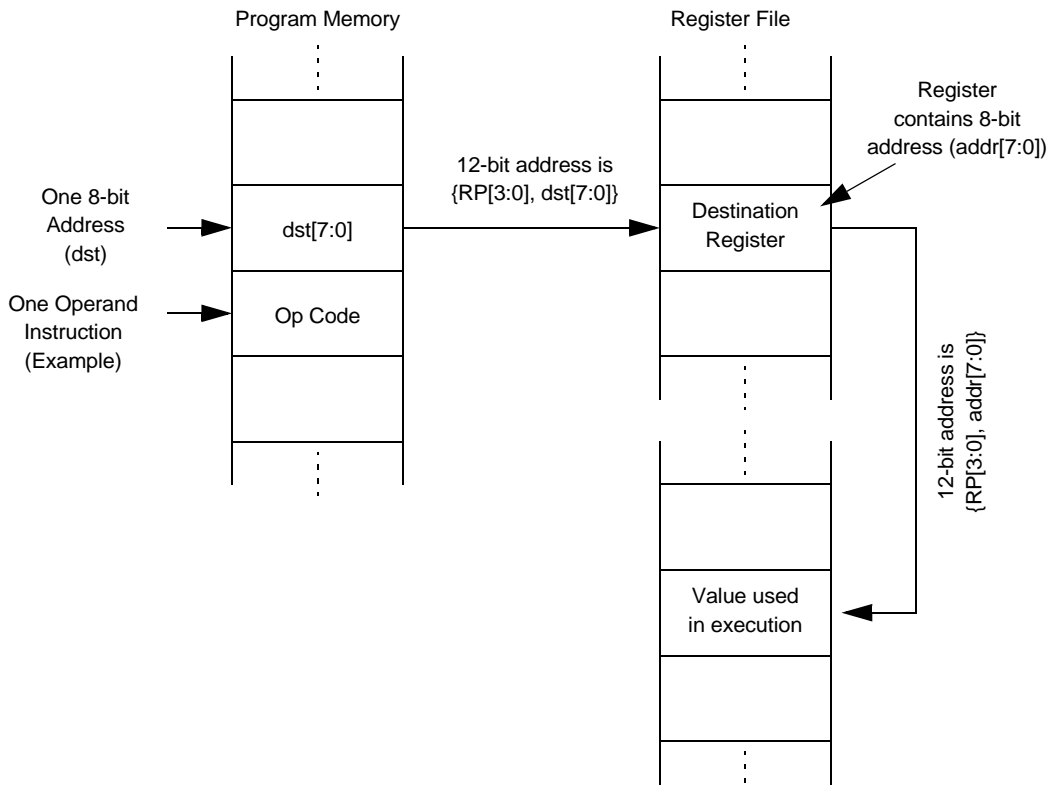 Program Memory
Register File
Register
contains 8-bit
address (addr[7:0])
12-bit address is
{RP[3:0], dst[7:0]}
One 8-bit
Address
(dst)
dst[7:0]
Destination
Register
One Operand
Instruction
(Example)
Op Code
12-bit address is
{RP[3:0], addr[7:0]}
Value used
in execution